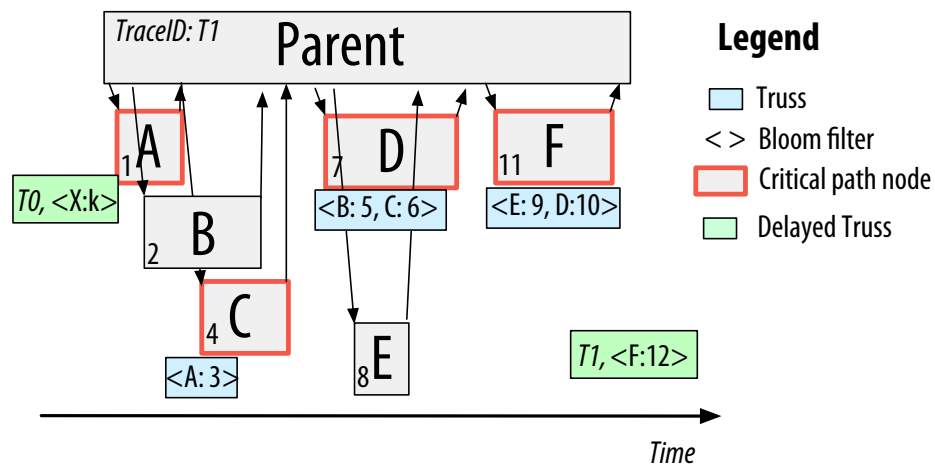 TraceID: T1
Parent
Legend
Truss
< > Bloom filter
Critical path node
Delayed Truss
1 A
7 D
11 F
T0, <X:k>
<B: 5, C: 6>
<E: 9, D:10>
2 B
4 C
8 E
<A: 3>
T1, <F:12>
Time